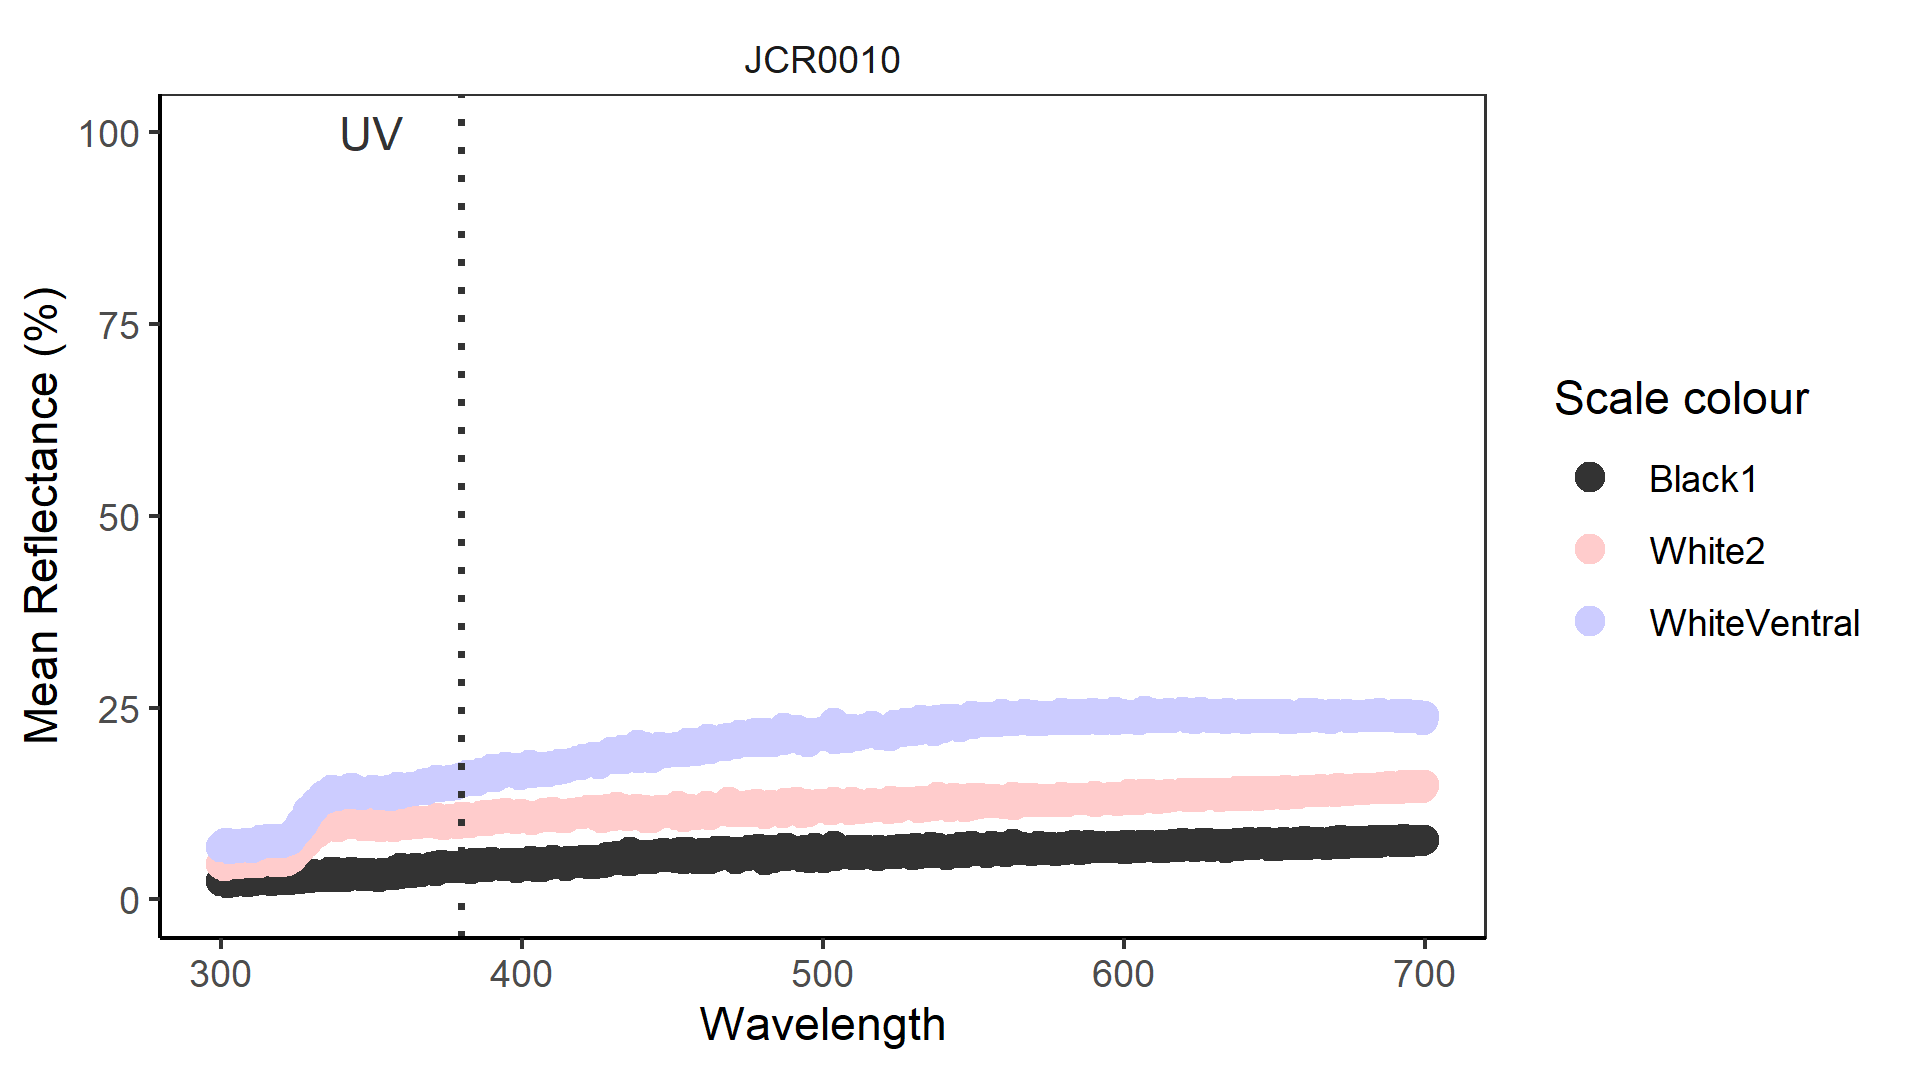 JCR0010
UV
100
75
50
25
0
Mean Reflectance (%)
300 400 500 600 700
Wavelength
Scale colour
Black1
White2
WhiteVentral